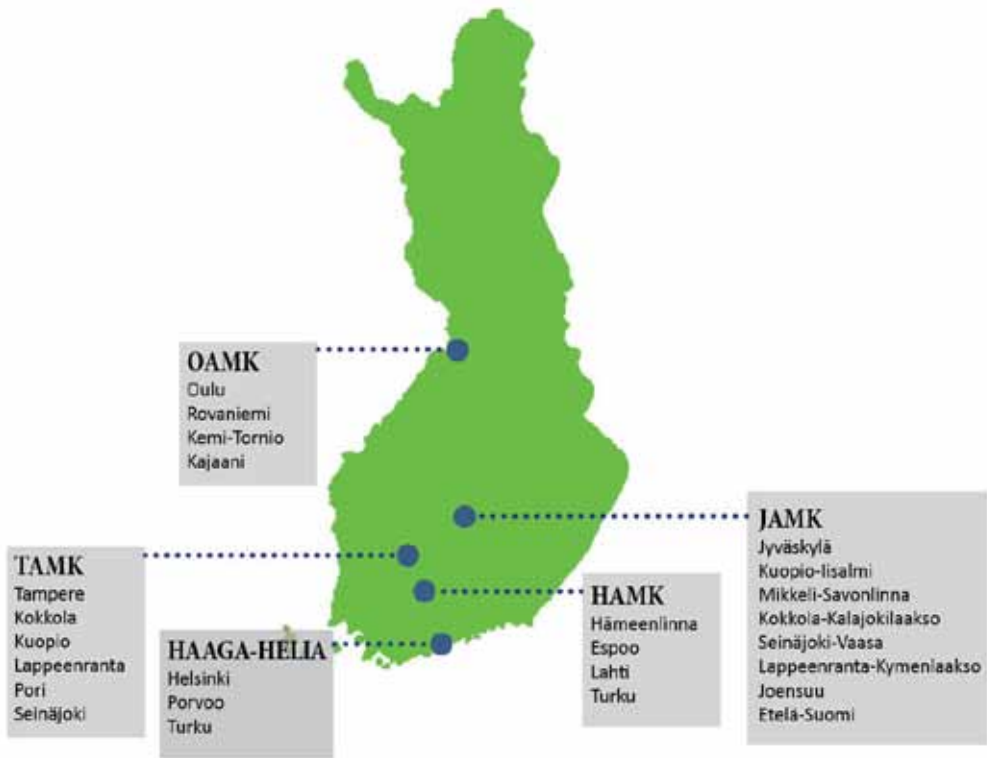 OAMK
Oulu
Rovaniemi
Kemi-Tornio
Kajaani
JAMK
Jyväskylä
Kuopio-Iisalmi
Mikkeli-Savonlinna
Kokkola-Kalajokilaakso
Seinäjoki-Vaasa
Lappeenranta-Kymenlaakso
Joensuu
Etelä-Suomi
TAMK
Tampere
Kokkola
Kuopio
Lappeenranta
Pori
Seinäjoki
HAMK
Hämeenlinna
Espoo
Lahti
Turku
HAAGA-HELIA
Helsinki
Porvoo
Turku